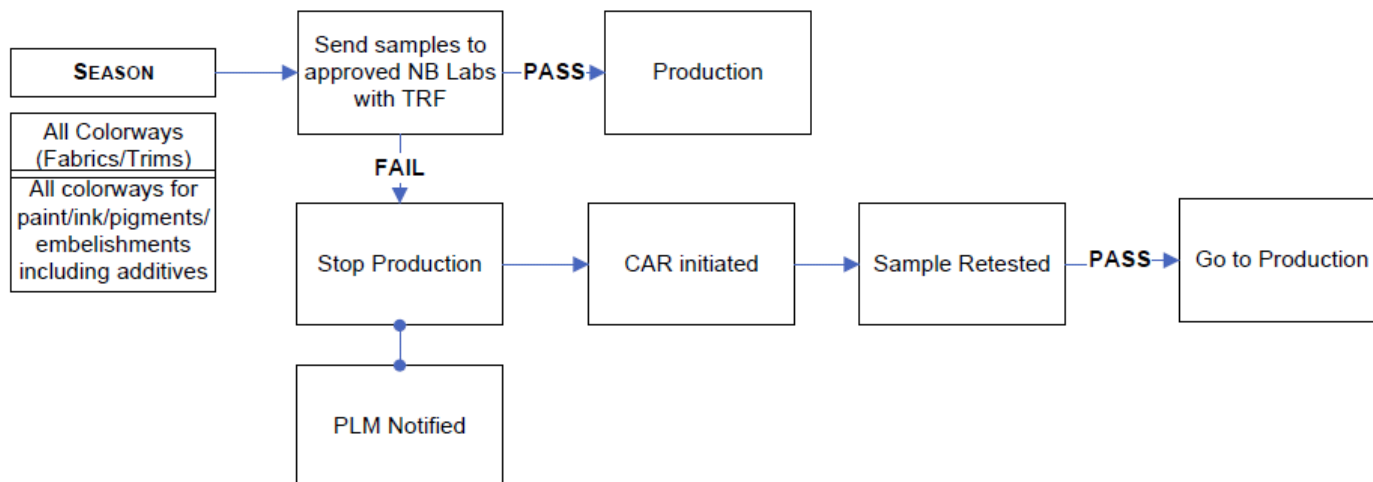 SEASON
All Colorways
(Fabrics/Trims)
All colorways for
paint/ink/pigments/
embelishments
including additives
Send samples to
approved NB Labs
with TRF
PASS
Production
FAIL
Stop Production
CAR initiated
Sample Retested
PASS
Go to Production
PLM Notified